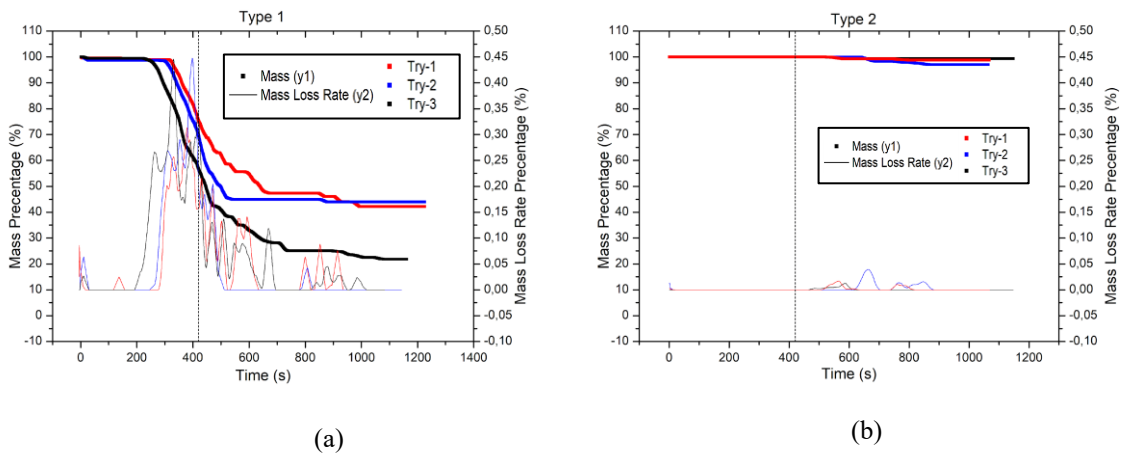 Type 1
Mass Precentage (%)
110
100
90
80
70
60
50
40
30
20
10
0
-10
0,50
0,45
0,40
0,35
0,30
0,25
0,20
0,15
0,10
0,05
0,00
-0,05
-0,10
Mass Loss Rate Precentage (%)
Mass (y1)
Mass Loss Rate (y2)
Try-1
Try-2
Try-3
0 200 400 600 800 1000 1200 1400
Time (s)
(a)
Type 2
Mass Precentage (%)
110
100
90
80
70
60
50
40
30
20
10
0
-10
0,50
0,45
0,40
0,35
0,30
0,25
0,20
0,15
0,10
0,05
0,00
-0,05
-0,10
Mass Loss Rate Precentage (%)
Mass (y1)
Mass Loss Rate (y2)
Try-1
Try-2
Try-3
0 200 400 600 800 1000 1200
Time (s)
(b)